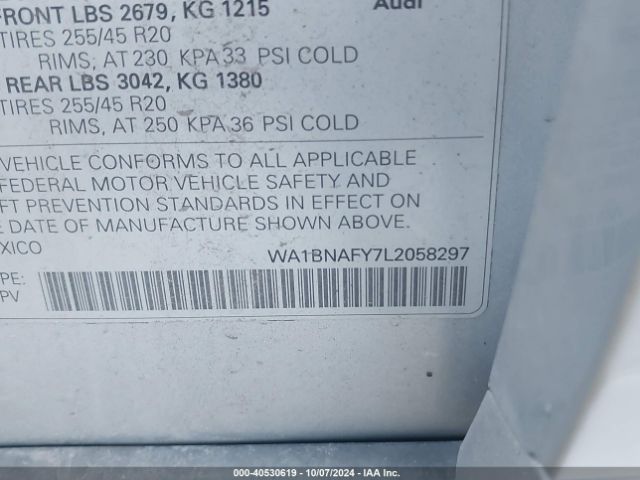 FRONT LBS 2679, KG 1215
Audi
TIRES 255/45 R20
RIMS, AT 230 KPA 33 PSI COLD
REAR LBS 3042, KG 1380
TIRES 255/45 R20
RIMS, AT 250 KPA 36 PSI COLD
VEHICLE CONFORMS TO ALL APPLICABLE
FEDERAL MOTOR VEHICLE SAFETY AND
FT PREVENTION STANDARDS IN EFFECT ON
E DATE OF MANUFACTURE SHOWN ABOVE.
EXICO
WA1BNAFY7L2058297
PE:
PV
000-40530619 - 10/07/2024 - IAA Inc.